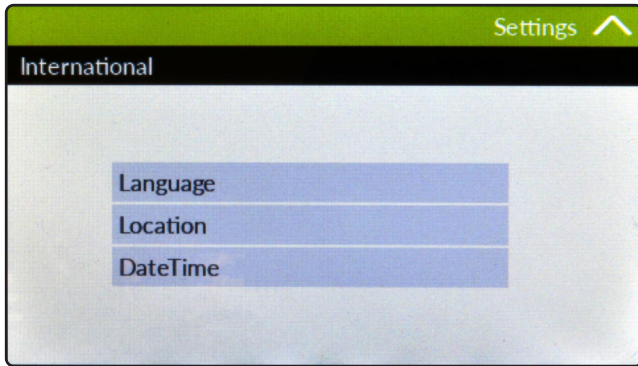 Settings
International
Language
Location
DateTime